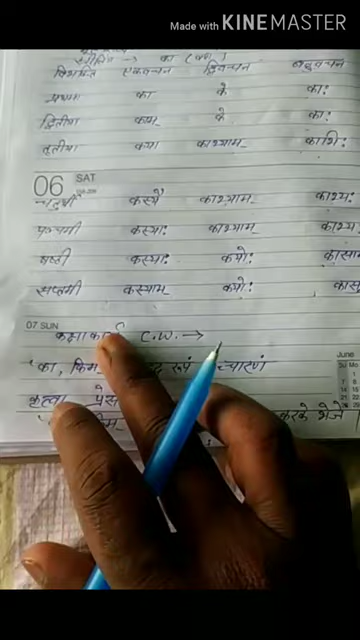 Made with KINEMASTER
स्त्रीलिंग → का
विभक्ति एकवचन द्विवचन बहुवचन
प्रथमा का के का:
द्वितीया काम् के का:
तृतीया कया काभ्याम् काभि:
06 SAT
चतुर्थी कस्यै काभ्याम् काभ्य:
पञ्चमी कस्या: काभ्याम् काभ्य:
षष्ठी कस्या: कयो: कासाम
सप्तमी कस्याम् कयो: कासु
07 SUN
कक्षा C.W. →
का, किम रूपं
June
कृत्वा करके भेजें